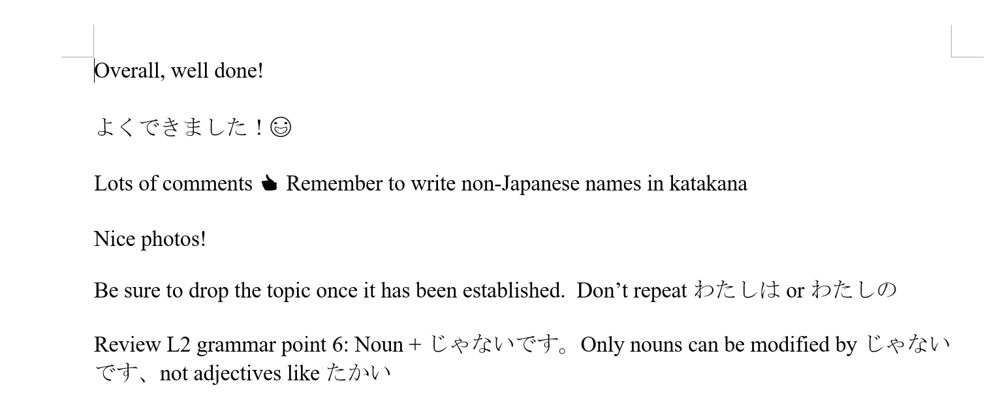 Overall, well done!
よくできました！😃
Lots of comments 👍 Remember to write non-Japanese names in katakana
Nice photos!
Be sure to drop the topic once it has been established.  Don’t repeat わたしは or わたしの
Review L2 grammar point 6: Noun + じゃないです。Only nouns can be modified by じゃない
です、not adjectives like たかい